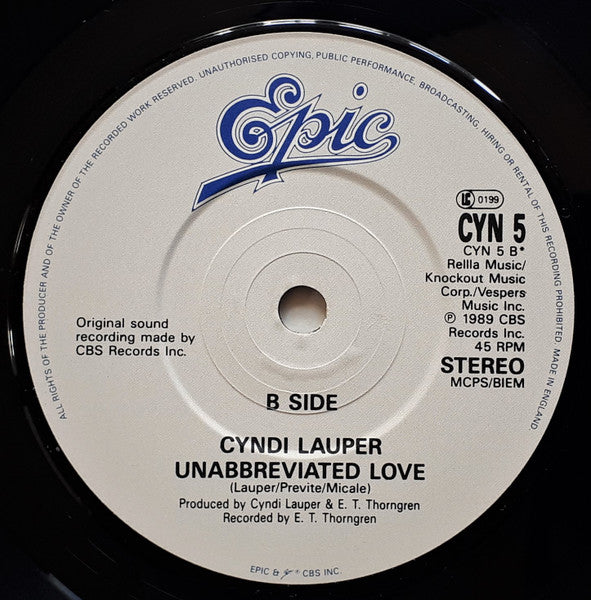 ALL RIGHTS OF THE PRODUCER AND OF THE OWNER OF THE RECORDED WORK RESERVED. UNAUTHORISED COPYING, PUBLIC PERFORMANCE, BROADCASTING, HIRING OR RENTAL OF THIS RECORDING PROHIBITED. MADE IN ENGLAND
Epic
LC 0199
CYN 5
CYN 5 B*
Rellla Music/
Knockout Music
Corp./Vespers
Music Inc.
℗ 1989 CBS
Records Inc.
45 RPM
STEREO
MCPS/BIEM
Original sound
recording made by
CBS Records Inc.
B SIDE
CYNDI LAUPER
UNABBREVIATED LOVE
(Lauper/Previte/Micale)
Produced by Cyndi Lauper & E. T. Thorngren
Recorded by E. T. Thorngren
EPIC & ® CBS INC.